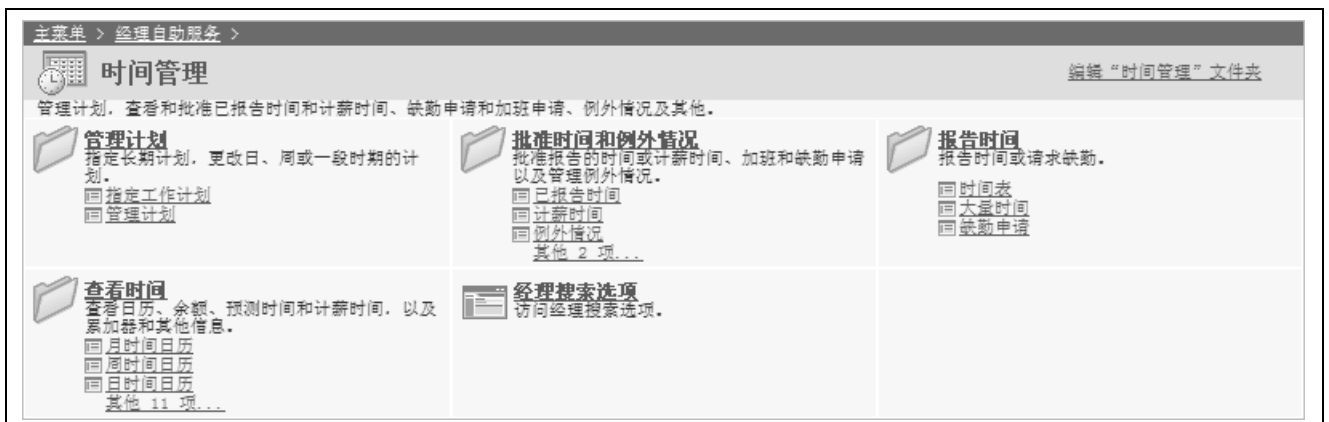 主菜单 > 经理自助服务 >
时间管理
编辑“时间管理”文件夹
管理计划，查看和批准已报告时间和计薪时间、缺勤申请和加班申请、例外情况及其他。
管理计划
指定长期计划，更改日、周或一段时期的计
划。
指定工作计划
管理计划
批准时间和例外情况
批准报告的时间或计薪时间、加班和缺勤申请
以及管理例外情况。
已报告时间
计薪时间
例外情况
其他 2 项...
报告时间
报告时间或请求缺勤。
时间表
大量时间
缺勤申请
查看时间
查看日历、余额、预测时间和计薪时间，以及
累加器和其他信息。
月时间日历
周时间日历
日时间日历
其他 11 项...
经理搜索选项
访问经理搜索选项。